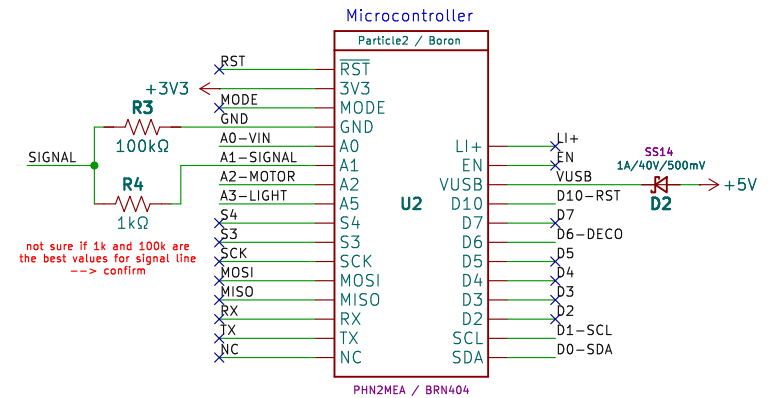 Microcontroller
Particle2 / Boron
RST
RST
+3V3
3V3
MODE
MODE
R3
GND
GND
100kΩ
A0-VIN
A0
LI+
LI+
SIGNAL
A1-SIGNAL
A1
EN
EN
SS14
1A/40V/500mV
A2-MOTOR
A2
VUSB
VUSB
+5V
D2
R4
1kΩ
A3-LIGHT
A5
U2
D10
D10-RST
S4
S4
D7
D7
S3
S3
D6
D6-DECO
not sure if 1k and 100k are
the best values for signal line
--> confirm
SCK
SCK
D5
D5
MOSI
MOSI
D4
D4
MISO
MISO
D3
D3
RX
RX
D2
D2
TX
TX
SCL
D1-SCL
NC
NC
SDA
D0-SDA
PHN2MEA / BRN404